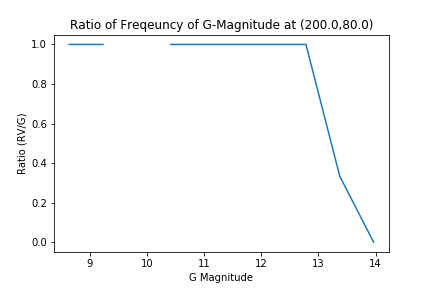 Ratio of Freqeuncy of G-Magnitude at (200.0,80.0)
Ratio (RV/G)
1.0
0.8
0.6
0.4
0.2
0.0
9 10 11 12 13 14
G Magnitude